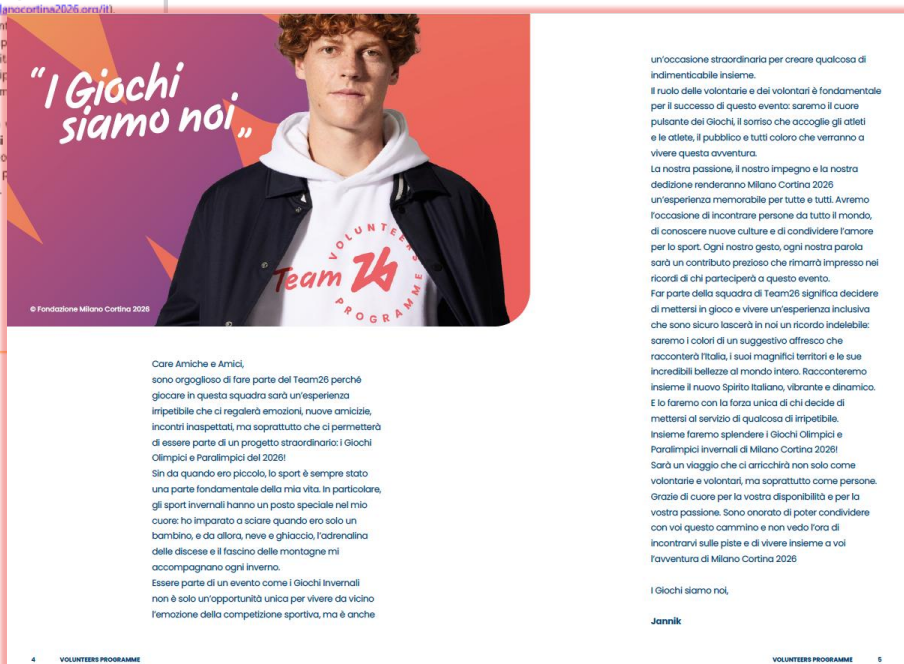 anocortina2026.org/it).
“I Giochi
siamo noi„
VOLUNTEERS
Team 26
PROGRAMME
© Fondazione Milano Cortina 2026
Care Amiche e Amici,
sono orgoglioso di fare parte del Team26 perché
giocare in questa squadra sarà un’esperienza
irripetibile che ci regalerà emozioni, nuove amicizie,
incontri inaspettati, ma soprattutto che ci permetterà
di essere parte di un progetto straordinario: i Giochi
Olimpici e Paralimpici del 2026!
Sin da quando ero piccolo, lo sport è sempre stato
una parte fondamentale della mia vita. In particolare,
gli sport invernali hanno un posto speciale nel mio
cuore: ho imparato a sciare quando ero solo un
bambino, e da allora, neve e ghiaccio, l’adrenalina
delle discese e il fascino delle montagne mi
accompagnano ogni inverno.
Essere parte di un evento come i Giochi Invernali
non è solo un’opportunità unica per vivere da vicino
l’emozione della competizione sportiva, ma è anche
4 VOLUNTEERS PROGRAMME
un’occasione straordinaria per creare qualcosa di
indimenticabile insieme.
Il ruolo delle volontarie e dei volontari è fondamentale
per il successo di questo evento: saremo il cuore
pulsante dei Giochi, il sorriso che accoglie gli atleti
e le atlete, il pubblico e tutti coloro che verranno a
vivere questa avventura.
La nostra passione, il nostro impegno e la nostra
dedizione renderanno Milano Cortina 2026
un’esperienza memorabile per tutte e tutti. Avremo
l’occasione di incontrare persone da tutto il mondo,
di conoscere nuove culture e di condividere l’amore
per lo sport. Ogni nostro gesto, ogni nostra parola
sarà un contributo prezioso che rimarrà impresso nei
ricordi di chi parteciperà a questo evento.
Far parte della squadra di Team26 significa decidere
di mettersi in gioco e vivere un’esperienza inclusiva
che sono sicuro lascerà in noi un ricordo indelebile:
saremo i colori di un suggestivo affresco che
racconterà l’Italia, i suoi magnifici territori e le sue
incredibili bellezze al mondo intero. Racconteremo
insieme il nuovo Spirito Italiano, vibrante e dinamico.
E lo faremo con la forza unica di chi decide di
mettersi al servizio di qualcosa di irripetibile.
Insieme faremo splendere i Giochi Olimpici e
Paralimpici invernali di Milano Cortina 2026!
Sarà un viaggio che ci arricchirà non solo come
volontarie e volontari, ma soprattutto come persone.
Grazie di cuore per la vostra disponibilità e per la
vostra passione. Sono onorato di poter condividere
con voi questo cammino e non vedo l’ora di
incontrarvi sulle piste e di vivere insieme a voi
l’avventura di Milano Cortina 2026
I Giochi siamo noi,
Jannik
VOLUNTEERS PROGRAMME 5